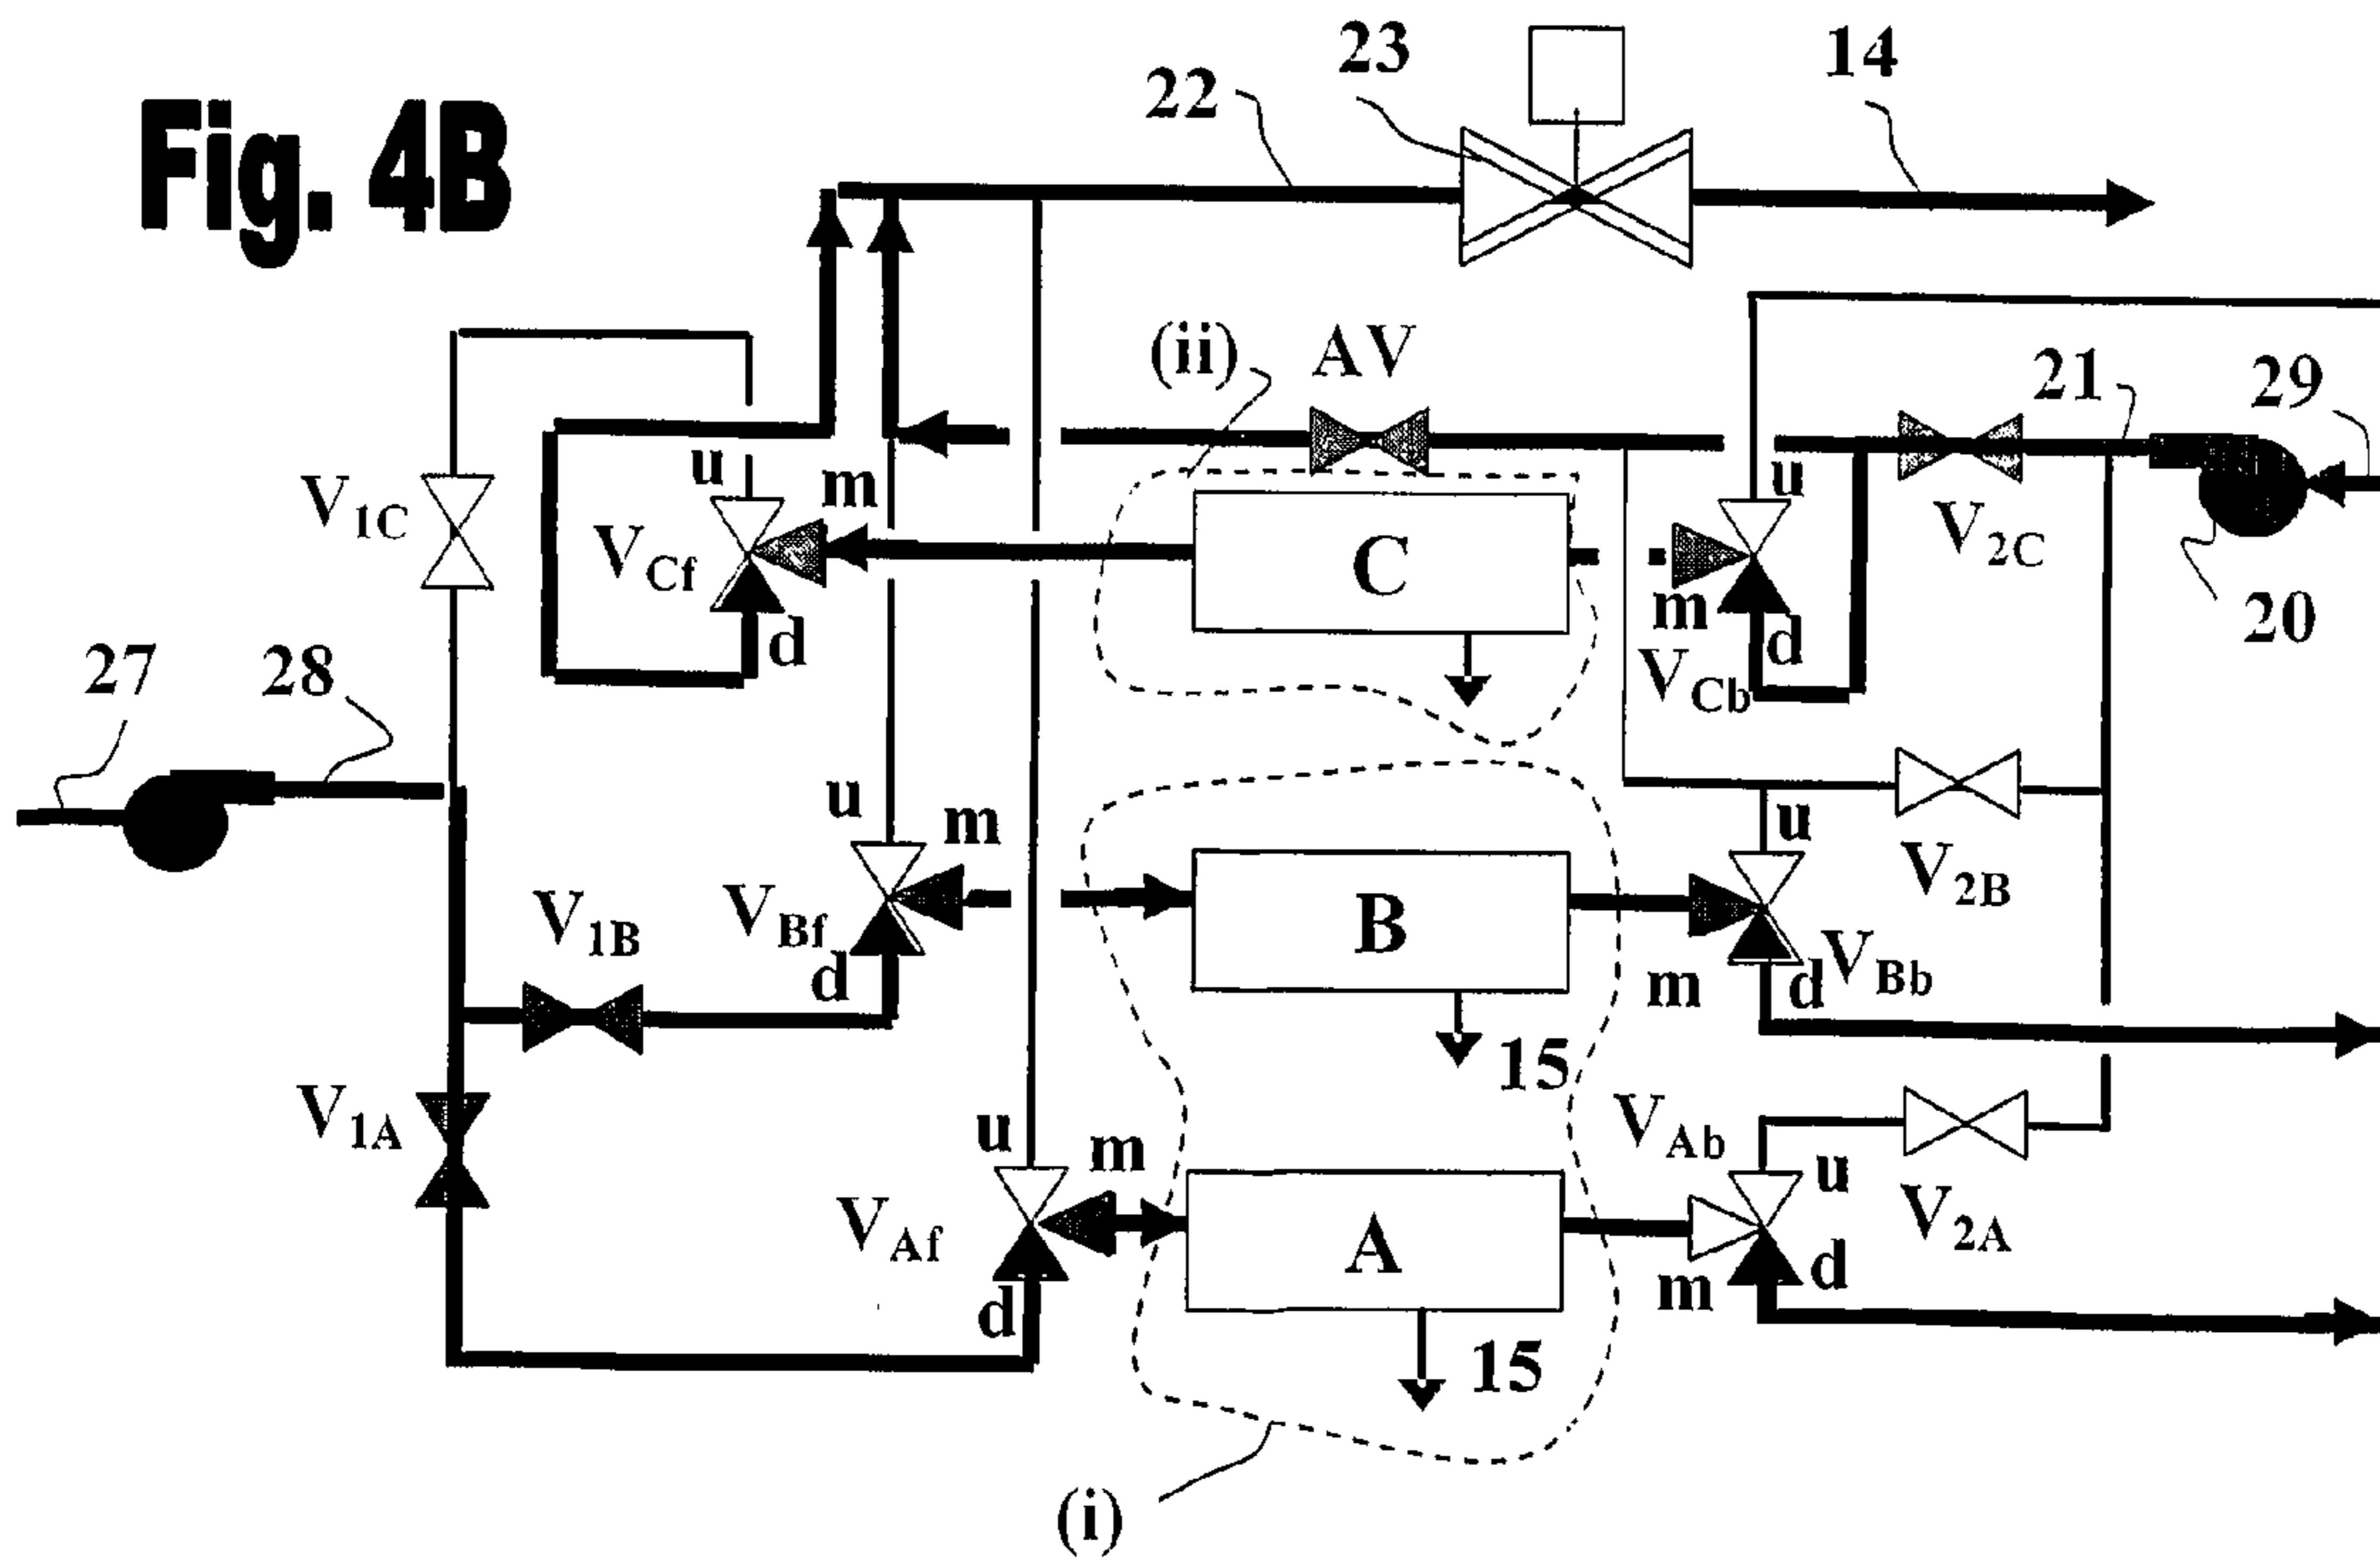 Fig. 4B
22
23
14
(ii)
AV
21
29
u
m
u
V1C
VCf
C
V2C
d
m
d
VCb
20
27
28
u
m
u
V1B
VBf
B
V2B
d
m
d
VBb
15
V1A
u
m
VAb
u
VAf
A
V2A
d
m
d
15
(i)